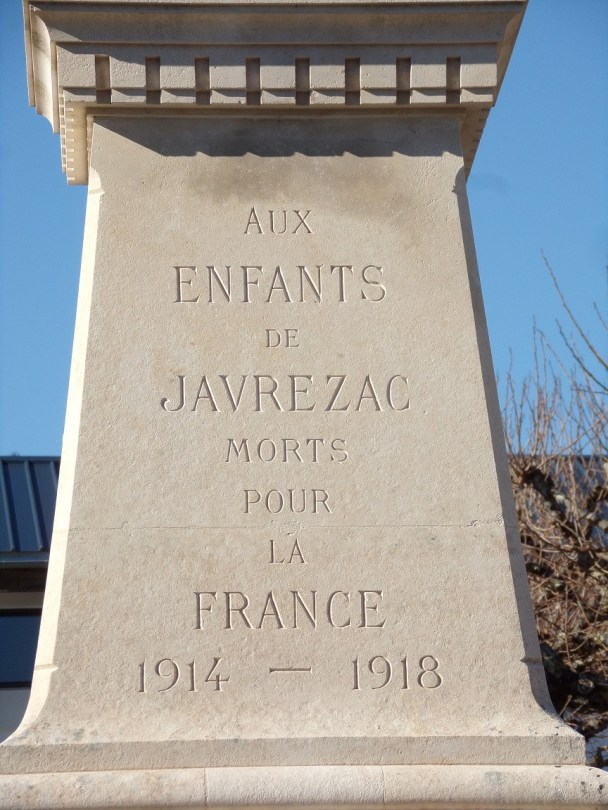 AUX
ENFANTS
DE
JAVREZAC
MORTS
POUR
LA
FRANCE
1914 — 1918